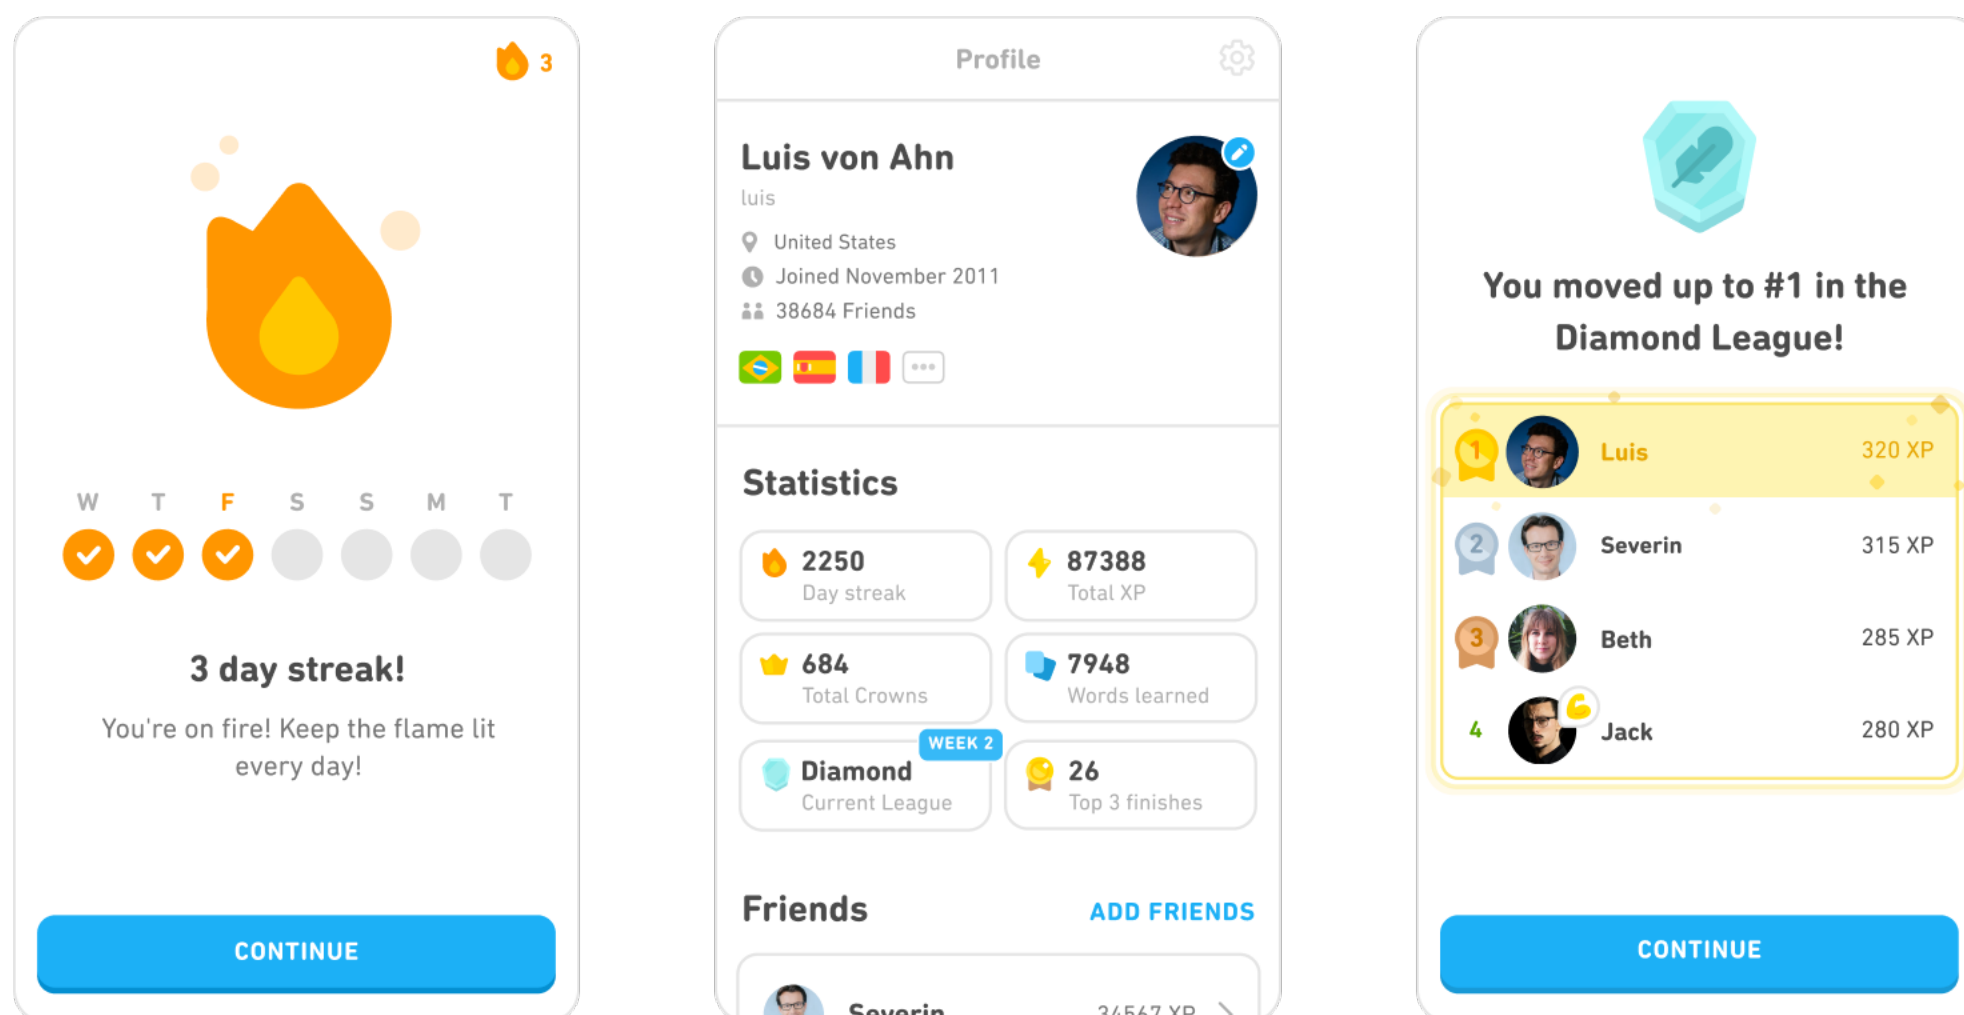 3
W T F S S M T
3 day streak!
You're on fire! Keep the flame lit
every day!
CONTINUE
Profile
Luis von Ahn
luis
United States
Joined November 2011
38684 Friends
Statistics
2250
Day streak
87388
Total XP
684
Total Crowns
7948
Words learned
WEEK 2
Diamond
Current League
26
Top 3 finishes
Friends
ADD FRIENDS
Severin 34567 XP
You moved up to #1 in the
Diamond League!
1 Luis 320 XP
2 Severin 315 XP
3 Beth 285 XP
4 Jack 280 XP
CONTINUE